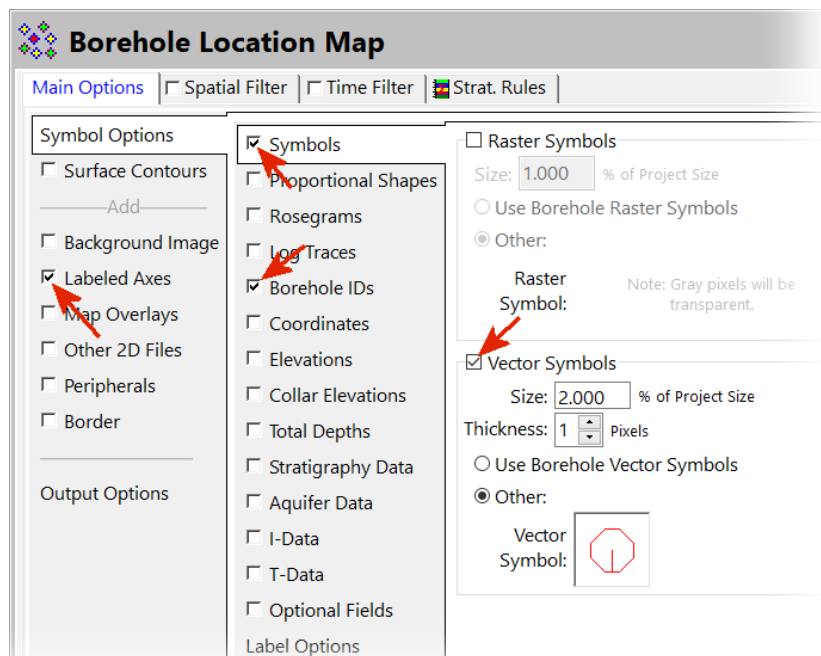 Borehole Location Map
Main Options
Spatial Filter
Time Filter
Strat. Rules
Symbol Options
Surface Contours
Add
Background Image
Labeled Axes
Map Overlays
Other 2D Files
Peripherals
Border
Output Options
Symbols
Proportional Shapes
Rosegrams
Log Traces
Borehole IDs
Coordinates
Elevations
Collar Elevations
Total Depths
Stratigraphy Data
Aquifer Data
I-Data
T-Data
Optional Fields
Label Options
Raster Symbols
Size: 1.000 % of Project Size
Use Borehole Raster Symbols
Other:
Raster
Symbol:
Note: Gray pixels will be
transparent.
Vector Symbols
Size: 2.000 % of Project Size
Thickness: 1 Pixels
Use Borehole Vector Symbols
Other:
Vector
Symbol: